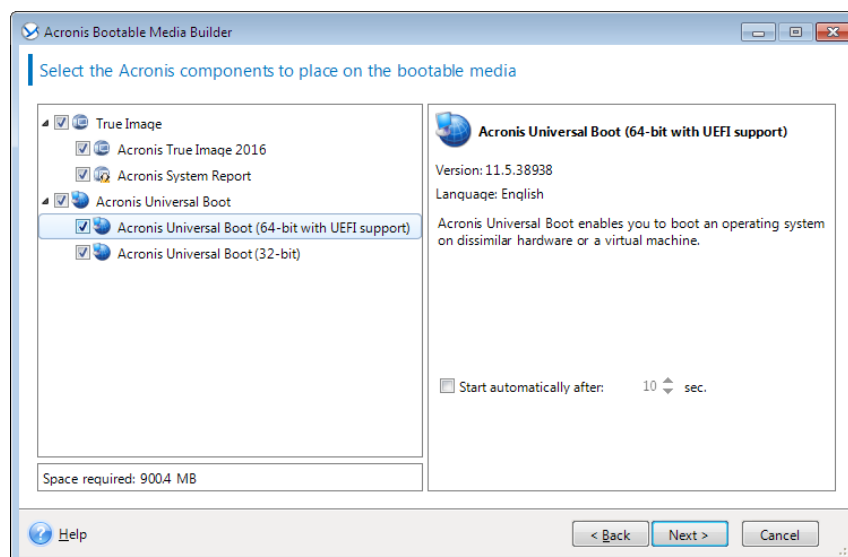 Acronis Bootable Media Builder
Select the Acronis components to place on the bootable media
True Image
Acronis True Image 2016
Acronis System Report
Acronis Universal Boot
Acronis Universal Boot (64-bit with UEFI support)
Acronis Universal Boot (32-bit)
Space required: 900.4 MB
Acronis Universal Boot (64-bit with UEFI support)
Version: 11.5.38938
Language: English
Acronis Universal Boot enables you to boot an operating system
on dissimilar hardware or a virtual machine.
Start automatically after: 10 sec.
Help
< Back
Next >
Cancel